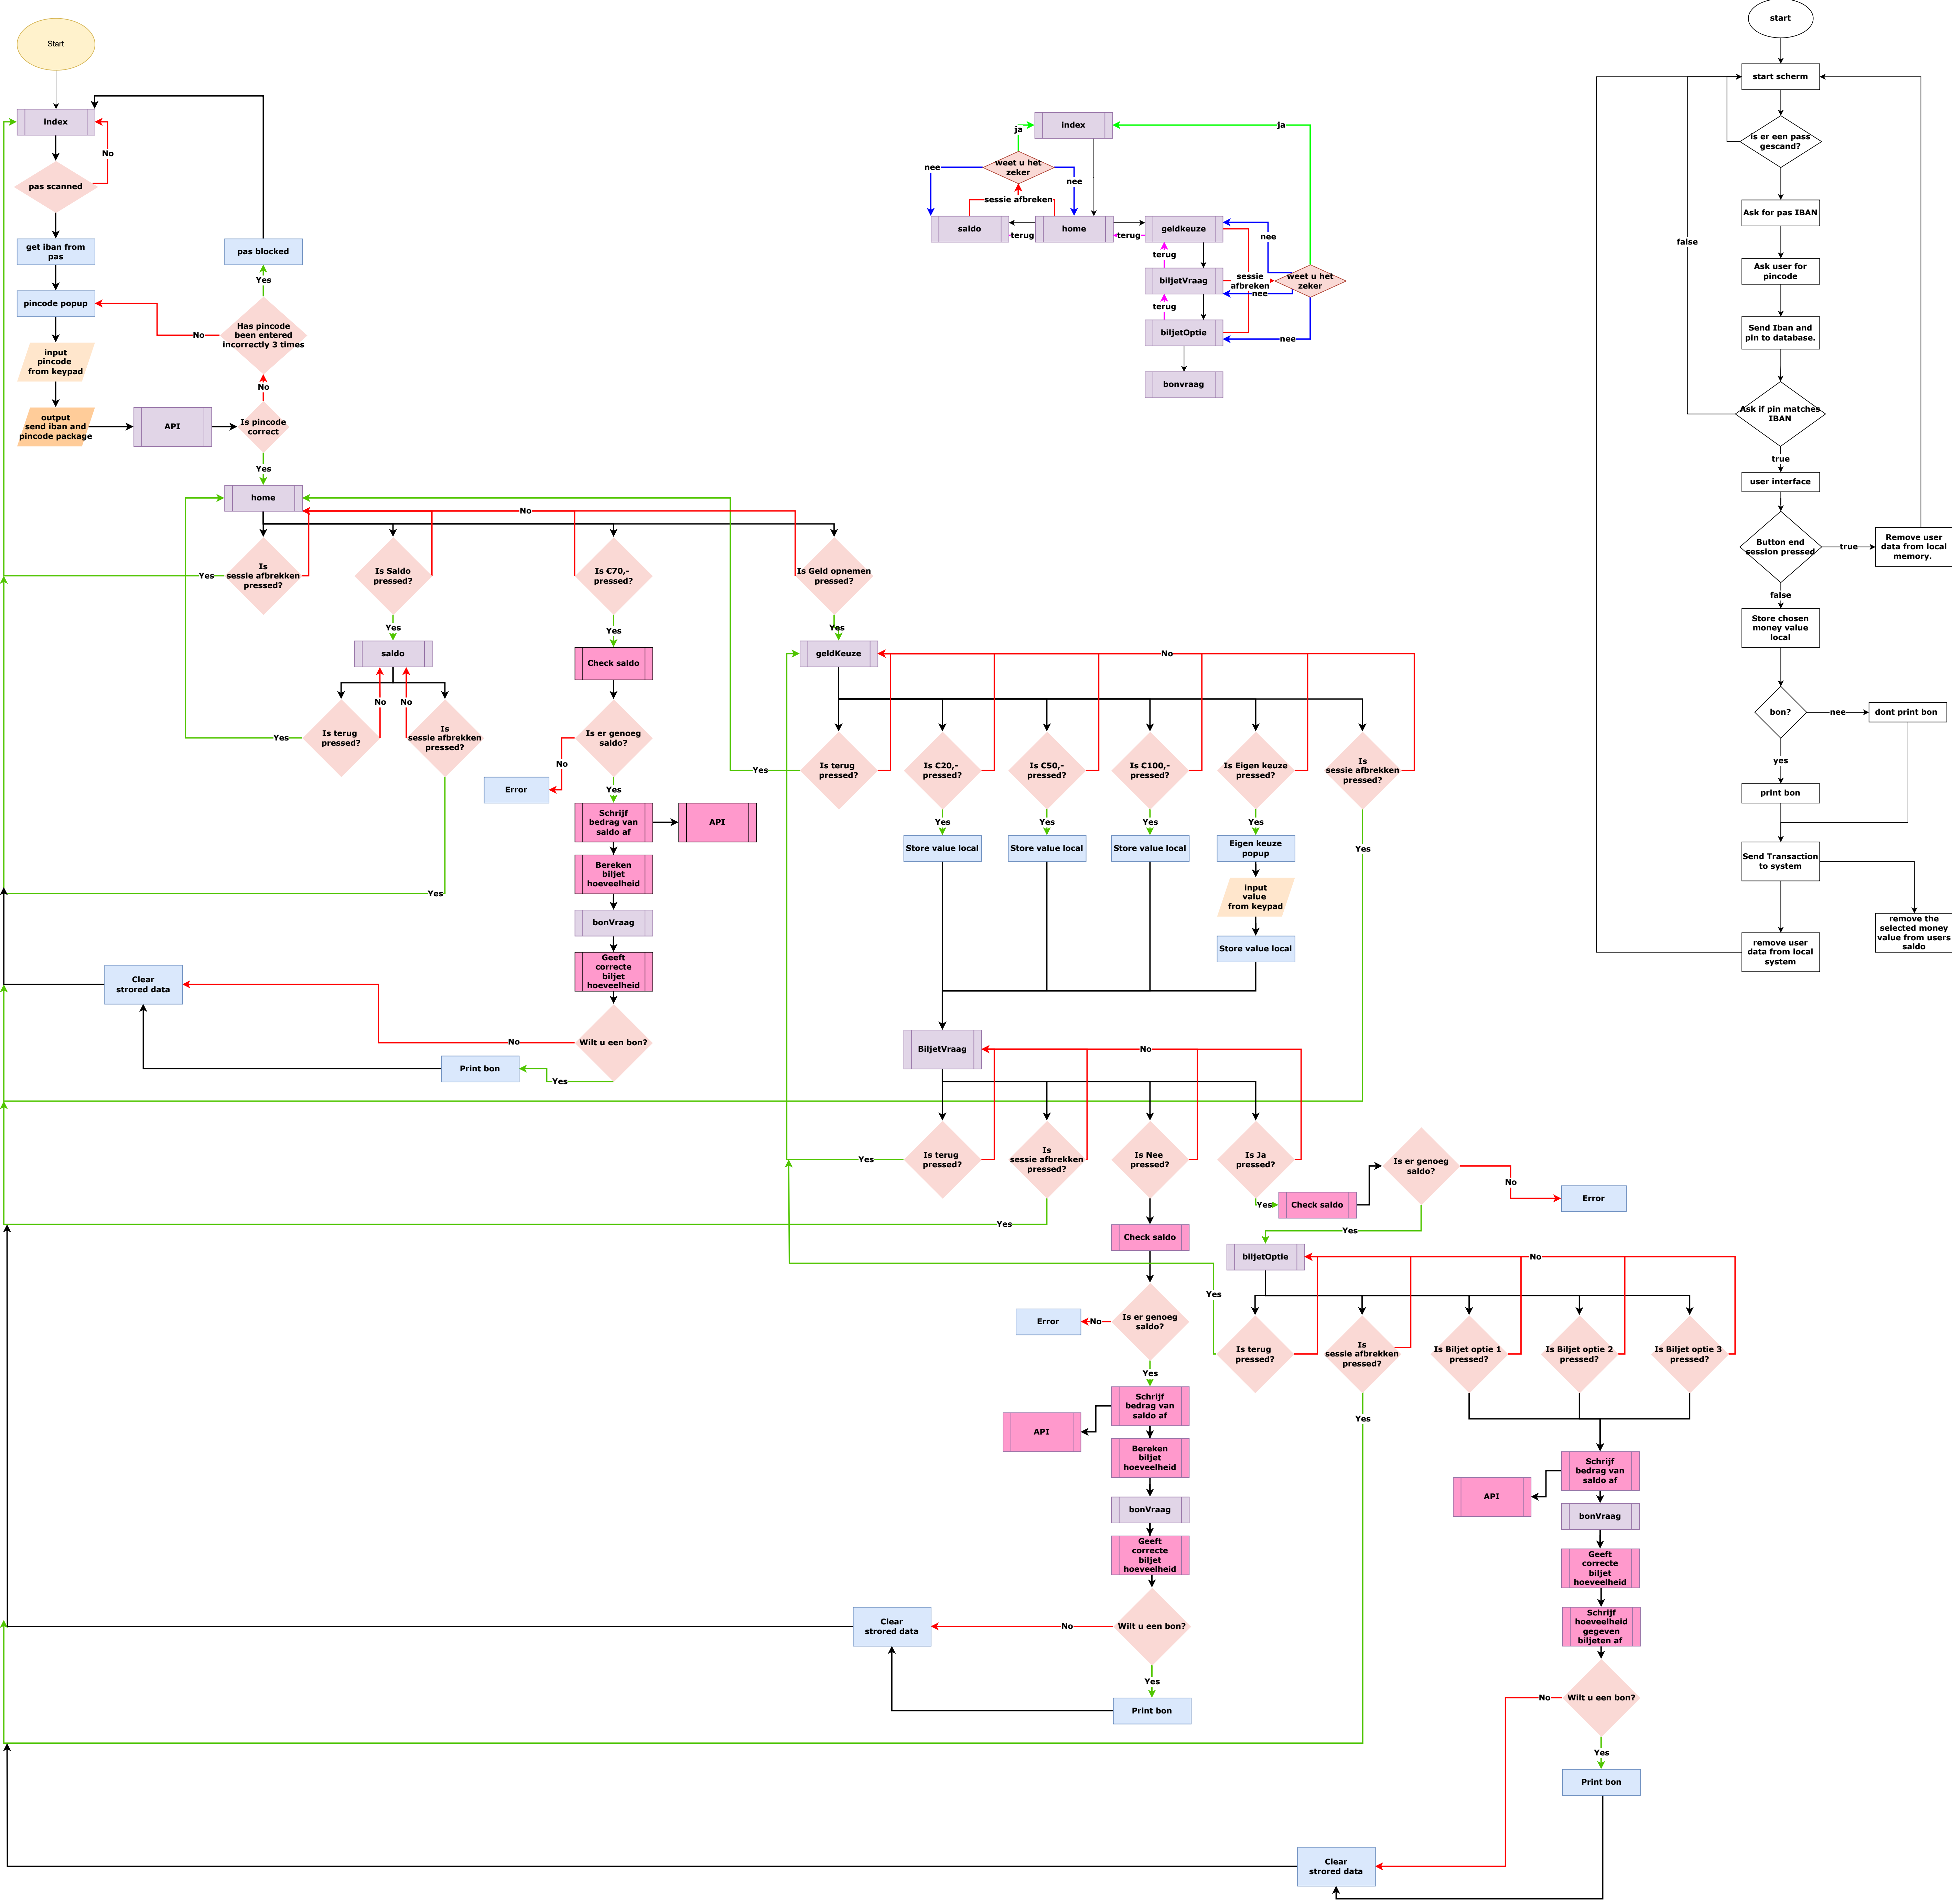 Start
index
No
pas scanned
get iban from
pas
pas blocked
Yes
pincode popup
Has pincode
been entered
incorrectly 3 times
No
input
pincode
from keypad
No
output
send iban and
pincode package
API
Is pincode
correct
Yes
home
No
Is
sessie afbrekken
pressed?
Yes
Is Saldo
pressed?
Is €70,-
pressed?
Is Geld opnemen
pressed?
Yes
Yes
Yes
saldo
Check saldo
geldKeuze
No
No
No
Is terug
pressed?
Yes
Is
sessie afbrekken
pressed?
Is er genoeg
saldo?
No
Error
Yes
Yes
Is terug
pressed?
Yes
Is €20,-
pressed?
Is €50,-
pressed?
Is €100,-
pressed?
Is Eigen keuze
pressed?
Is
sessie afbrekken
pressed?
Schrijf
bedrag van
saldo af
API
Yes
Yes
Yes
Yes
Yes
Store value local
Store value local
Store value local
Eigen keuze
popup
Bereken
biljet
hoeveelheid
input
value
from keypad
bonVraag
Store value local
Geeft
correcte
biljet
hoeveelheid
Clear
strored data
No
Wilt u een bon?
Print bon
Yes
BiljetVraag
No
Is terug
pressed?
Yes
Is
sessie afbrekken
pressed?
Yes
Is Nee
pressed?
Is Ja
pressed?
Yes
Check saldo
Is er genoeg
saldo?
No
Error
Yes
Check saldo
biljetOptie
No
Yes
Is er genoeg
saldo?
No
Error
Yes
Is terug
pressed?
Is
sessie afbrekken
pressed?
Is Biljet optie 1
pressed?
Is Biljet optie 2
pressed?
Is Biljet optie 3
pressed?
Yes
Schrijf
bedrag van
saldo af
API
Bereken
biljet
hoeveelheid
bonVraag
Geeft
correcte
biljet
hoeveelheid
Wilt u een bon?
No
Clear
strored data
Yes
Print bon
Schrijf
bedrag van
saldo af
API
bonVraag
Geeft
correcte
biljet
hoeveelheid
Schrijf
hoeveelheid
gegeven
biljeten af
Wilt u een bon?
No
Yes
Print bon
Clear
strored data
index
ja
ja
weet u het
zeker
nee
nee
sessie afbreken
saldo
terug
home
terug
geldkeuze
nee
terug
biljetVraag
sessie
afbreken
weet u het
zeker
nee
terug
biljetOptie
nee
bonvraag
start
start scherm
is er een pass
gescand?
Ask for pas IBAN
false
Ask user for
pincode
Send Iban and
pin to database.
Ask if pin matches
IBAN
true
user interface
Button end
session pressed
true
Remove user
data from local
memory.
false
Store chosen
money value
local
bon?
nee
dont print bon
yes
print bon
Send Transaction
to system
remove the
selected money
value from users
saldo
remove user
data from local
system